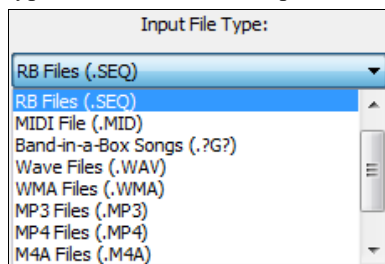 Input File Type:
RB Files (.SEQ)
RB Files (.SEQ)
MIDI File (.MID)
Band-in-a-Box Songs (.?G?)
Wave Files (.WAV)
WMA Files (.WMA)
MP3 Files (.MP3)
MP4 Files (.MP4)
M4A Files (.M4A)